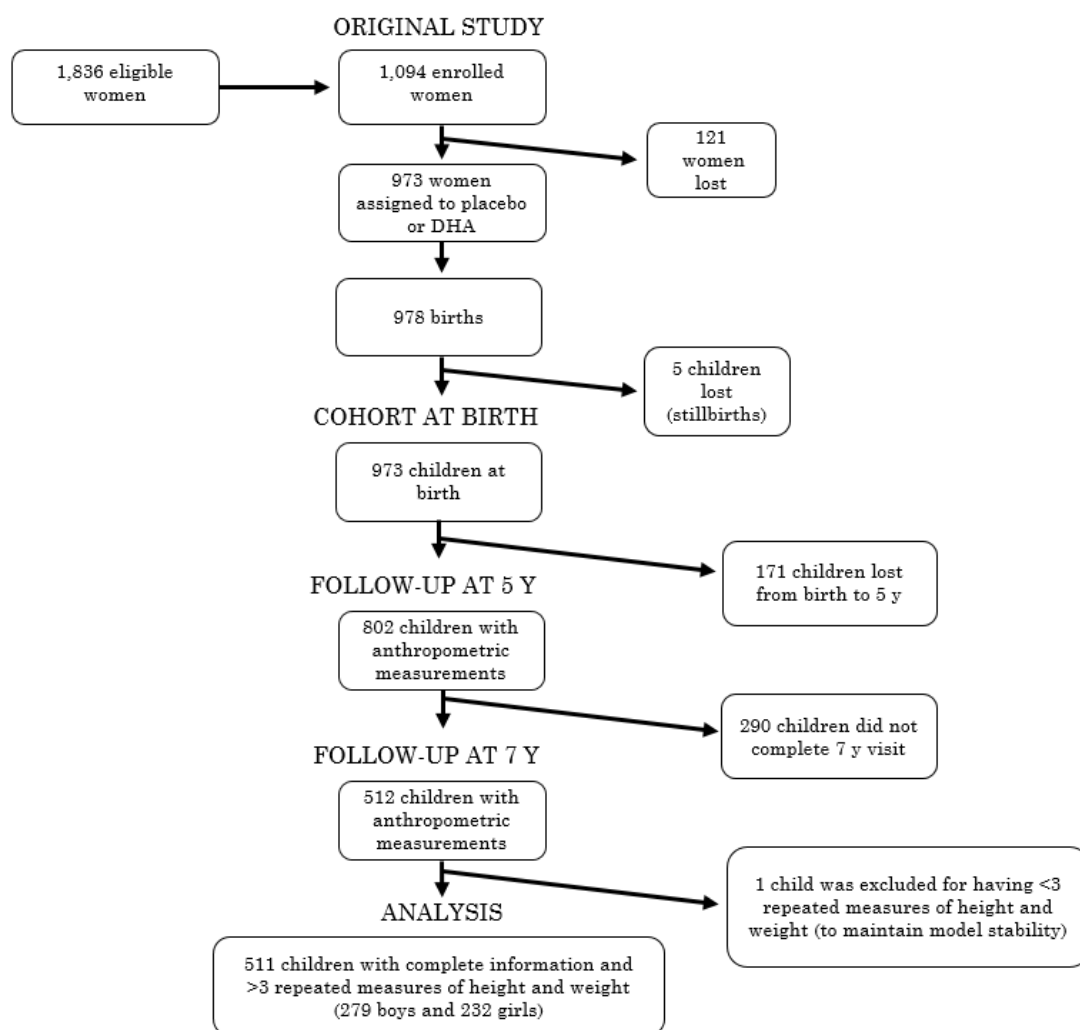 ORIGINAL STUDY
1,836 eligible
women
1,094 enrolled
women
121
women
lost
973 women
assigned to placebo
or DHA
978 births
5 children
lost
(stillbirths)
COHORT AT BIRTH
973 children at
birth
171 children lost
from birth to 5 y
FOLLOW-UP AT 5 Y
802 children with
anthropometric
measurements
290 children did not
complete 7 y visit
FOLLOW-UP AT 7 Y
512 children with
anthropometric
measurements
1 child was excluded for having <3
repeated measures of height and
weight (to maintain model stability)
ANALYSIS
511 children with complete information and
>3 repeated measures of height and weight
(279 boys and 232 girls)